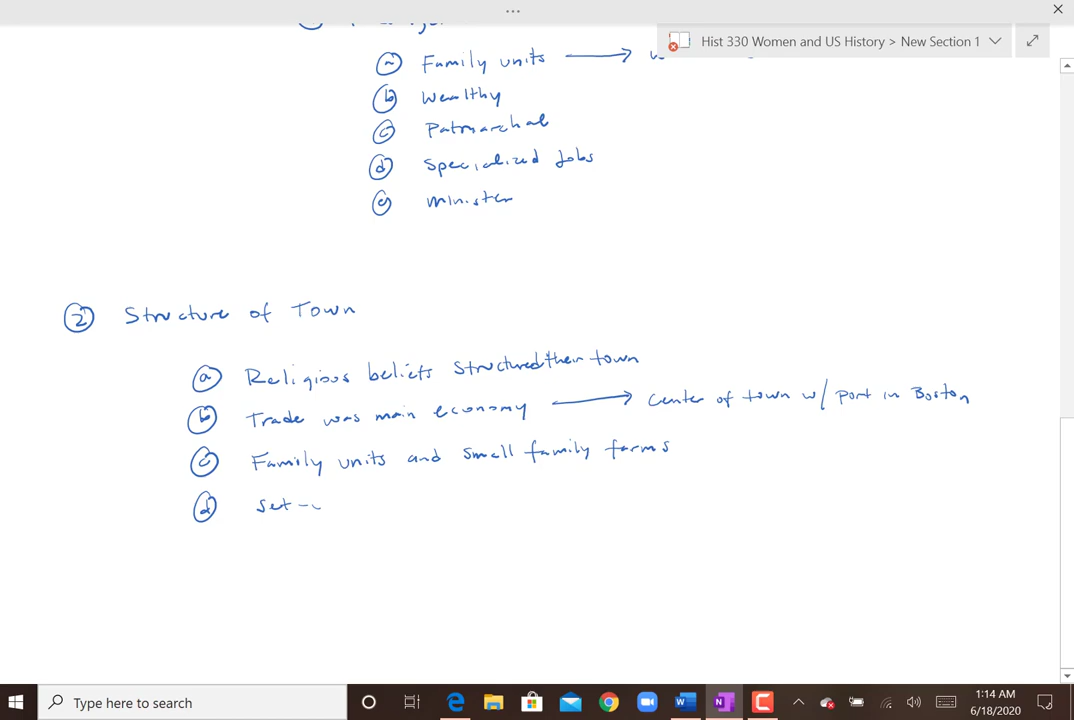 Hist 330 Women and US History > New Section 1
a Family units →
b Wealthy
c Patriarchal
d Specialized Jobs
e Minister
2 Structure of Town
a Religious beliefs structured their town
b Trade was main economy → center of town w/ port in Boston
c Family units and small family farms
d Set-
Type here to search
1:14 AM
6/18/2020